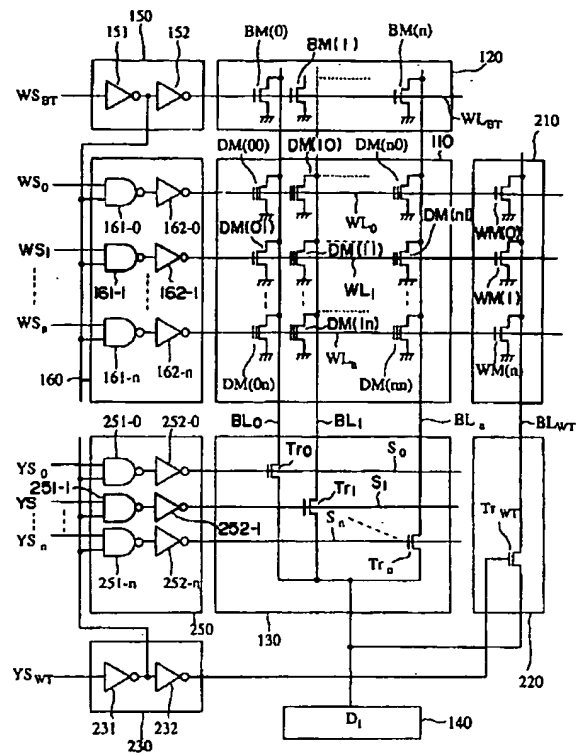 150
151 152 BM(0) BM(1) BM(n)
120
WS_BT
WL_BT
210
110
DM(00) DM(10) DM(n0)
WS_0
161-0 162-0
WL_0
WM(0)
DM(01) DM(11) DM(n1)
WS_1
161-1 162-1
WL_1
WM(1)
WS_n
DM(1n)
WL_n
160 161-n 162-n DM(0n) DM(nn) WM(n)
251-0 252-0 BL_0 BL_1 BL_n BL_WT
YS_0
Tr_0 S_0
251-1
YS
Tr_1 S_1
Tr_WT
S_n
YS_n
252-1
Tr_n
251-n 252-n
250 130 220
YS_WT
231 232
D_1
140
230